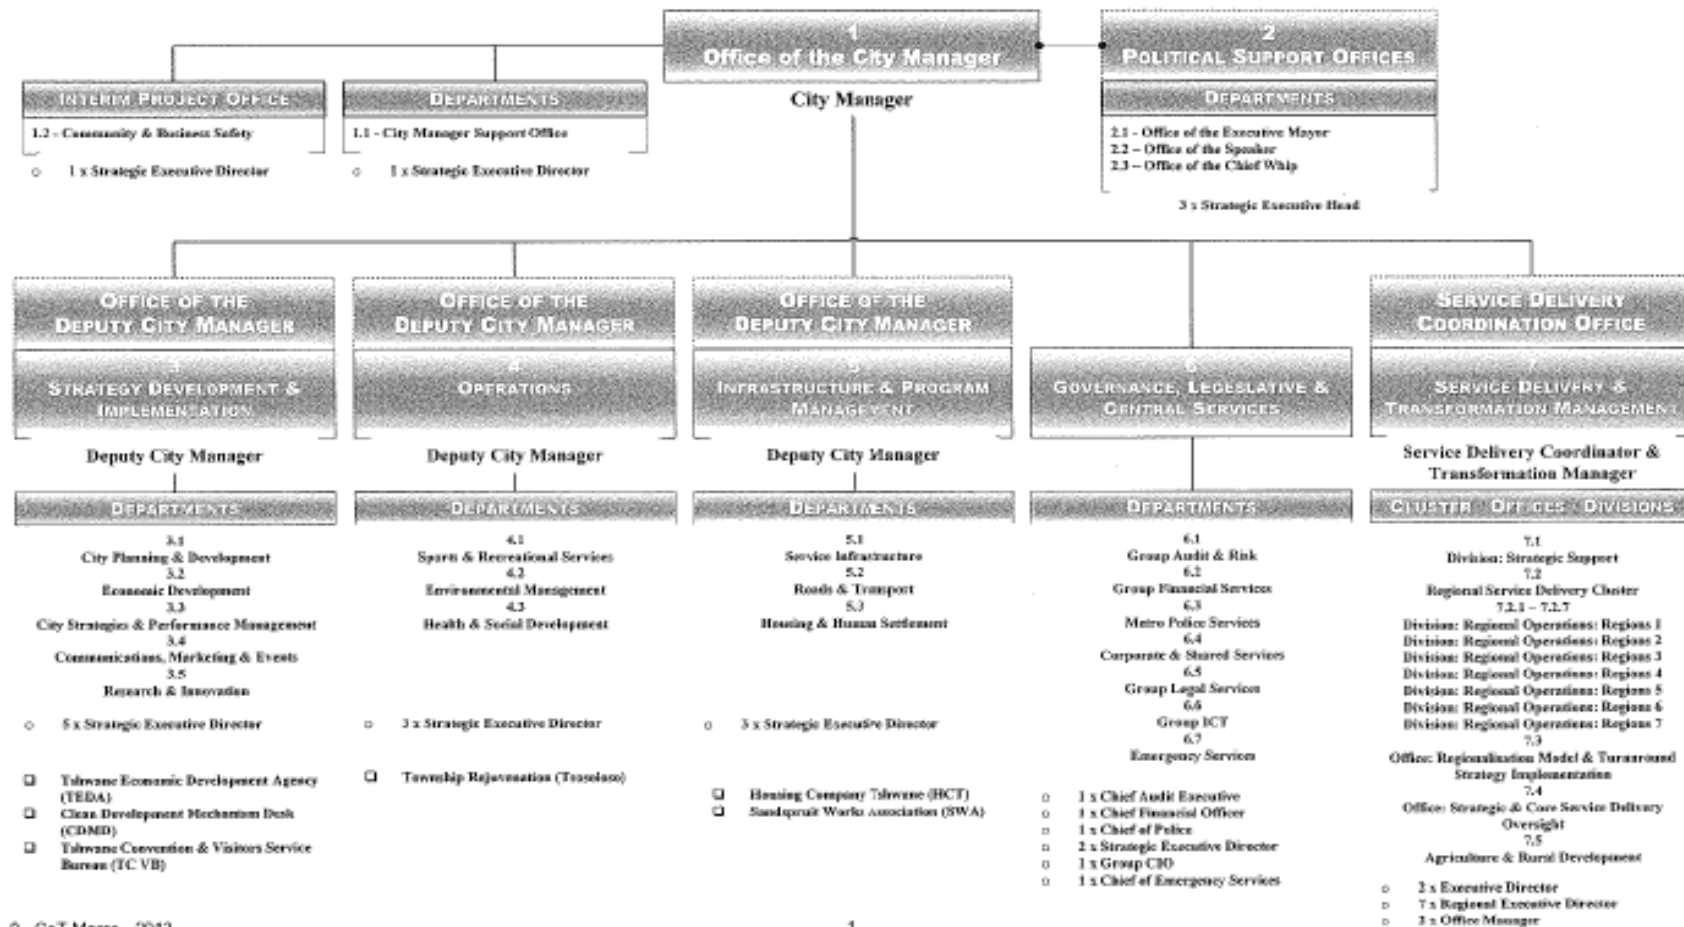 1
Office of the City Manager
City Manager
2
POLITICAL SUPPORT OFFICES
DEPARTMENTS
2.1 - Office of the Executive Mayor
2.2 – Office of the Speaker
2.3 – Office of the Chief Whip
3 x Strategic Executive Head
INTERIM PROJECT OFFICE
1.2 - Community & Business Safety
o 1 x Strategic Executive Director
DEPARTMENTS
1.1 - City Manager Support Office
o 1 x Strategic Executive Director
OFFICE OF THE
DEPUTY CITY MANAGER
3
STRATEGY DEVELOPMENT &
IMPLEMENTATION
Deputy City Manager
DEPARTMENTS
3.1
City Planning & Development
3.2
Economic Development
3.3
City Strategies & Performance Management
3.4
Communications, Marketing & Events
3.5
Research & Innovation
o 5 x Strategic Executive Director
❑ Tshwane Economic Development Agency
(TEDA)
❑ Clean Development Mechanism Desk
(CDMD)
❑ Tshwane Convention & Visitors Service
Bureau (TC VB)
OFFICE OF THE
DEPUTY CITY MANAGER
4
OPERATIONS
Deputy City Manager
DEPARTMENTS
4.1
Sports & Recreational Services
4.2
Environmental Management
4.3
Health & Social Development
o 3 x Strategic Executive Director
❑ Township Rejuvenation (Tsosoloso)
OFFICE OF THE
DEPUTY CITY MANAGER
5
INFRASTRUCTURE & PROGRAM
MANAGEMENT
Deputy City Manager
DEPARTMENTS
5.1
Service Infrastructure
5.2
Roads & Transport
5.3
Housing & Human Settlement
o 3 x Strategic Executive Director
❑ Housing Company Tshwane (HCT)
❑ Sandspruit Works Association (SWA)
6
GOVERNANCE, LEGESLATIVE &
CENTRAL SERVICES
DEPARTMENTS
6.1
Group Audit & Risk
6.2
Group Financial Services
6.3
Metro Police Services
6.4
Corporate & Shared Services
6.5
Group Legal Services
6.6
Group ICT
6.7
Emergency Services
o 1 x Chief Audit Executive
o 1 x Chief Financial Officer
o 1 x Chief of Police
o 2 x Strategic Executive Director
o 1 x Group CIO
o 1 x Chief of Emergency Services
SERVICE DELIVERY
COORDINATION OFFICE
7
SERVICE DELIVERY &
TRANSFORMATION MANAGEMENT
Service Delivery Coordinator &
Transformation Manager
CLUSTER OFFICES DIVISIONS
7.1
Division: Strategic Support
7.2
Regional Service Delivery Cluster
7.2.1 – 7.2.7
Division: Regional Operations: Regions 1
Division: Regional Operations: Regions 2
Division: Regional Operations: Regions 3
Division: Regional Operations: Regions 4
Division: Regional Operations: Regions 5
Division: Regional Operations: Regions 6
Division: Regional Operations: Regions 7
7.3
Office: Regionalisation Model & Turnaround
Strategy Implementation
7.4
Office: Strategic & Core Service Delivery
Oversight
7.5
Agriculture & Rural Development
o 2 x Executive Director
o 7 x Regional Executive Director
o Office Manager
1